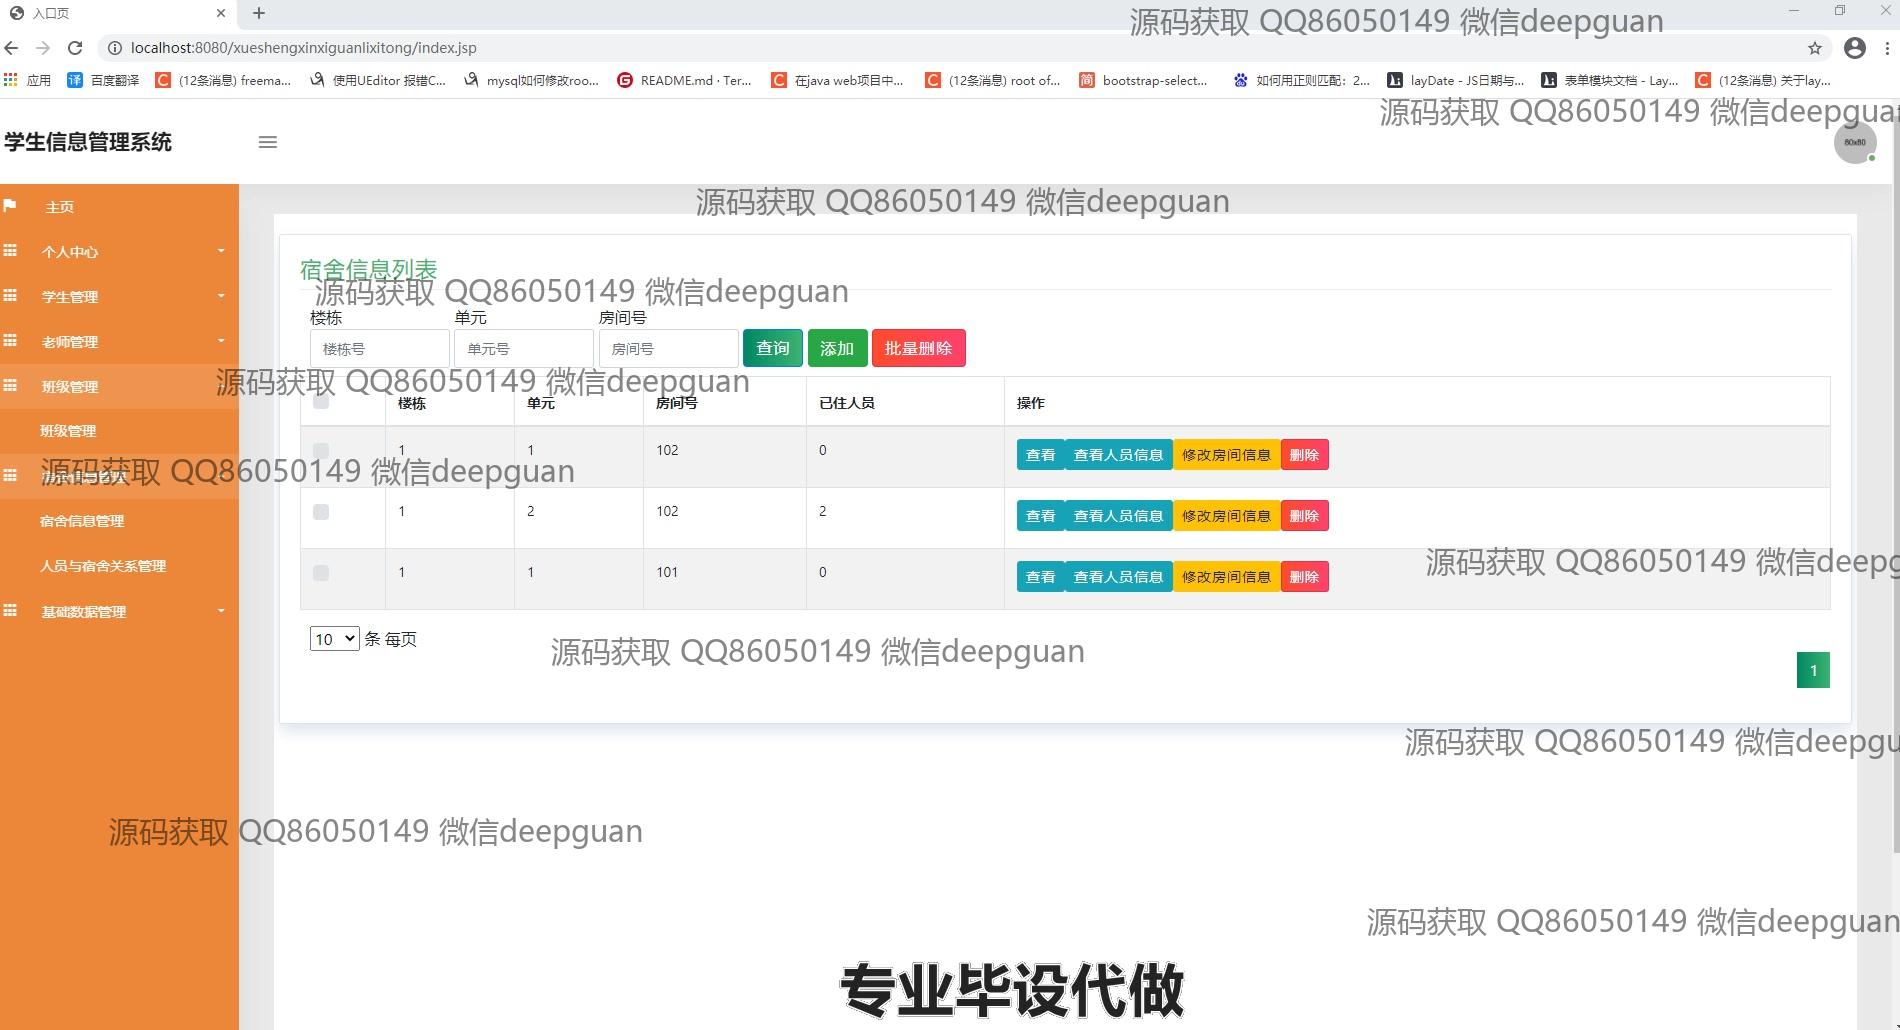 入口页
localhost:8080/xueshengxinxiguanlixitong/index.jsp
应用
译 百度翻译
C (12条消息) freema...
使用UEditor 报错C...
mysql如何修改roo...
G README.md · Ter...
C 在java web项目中...
C (12条消息) root of...
简 bootstrap-select...
如何用正则匹配：2...
layDate - JS日期与...
表单模块文档 - Lay...
C (12条消息) 关于lay...
源码获取 QQ86050149 微信deepguan
源码获取 QQ86050149 微信deepguan
学生信息管理系统
80x80
源码获取 QQ86050149 微信deepguan
主页
个人中心
学生管理
老师管理
班级管理
班级管理
宿舍信息管理
人员与宿舍关系管理
基础数据管理
宿舍信息列表
源码获取 QQ86050149 微信deepguan
楼栋 单元 房间号
楼栋号 单元号 房间号 查询 添加 批量删除
源码获取 QQ86050149 微信deepguan
楼栋 单元 房间号 已住人员 操作
1 1 102 0 查看 查看人员信息 修改房间信息 删除
源码获取 QQ86050149 微信deepguan
1 2 102 2 查看 查看人员信息 修改房间信息 删除
源码获取 QQ86050149 微信deepg
1 1 101 0 查看 查看人员信息 修改房间信息 删除
10 条 每页
源码获取 QQ86050149 微信deepguan
1
源码获取 QQ86050149 微信deepgu
源码获取 QQ86050149 微信deepguan
源码获取 QQ86050149 微信deepguan
专业毕设代做